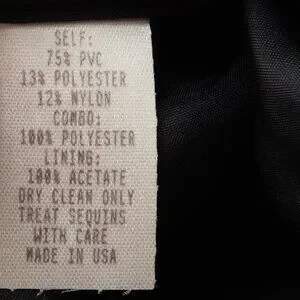 SELF:
75% PVC
13% POLYESTER
12% NYLON
COMBO:
100% POLYESTER
LINING:
100% ACETATE
DRY CLEAN ONLY
TREAT SEQUINS
WITH CARE
MADE IN USA